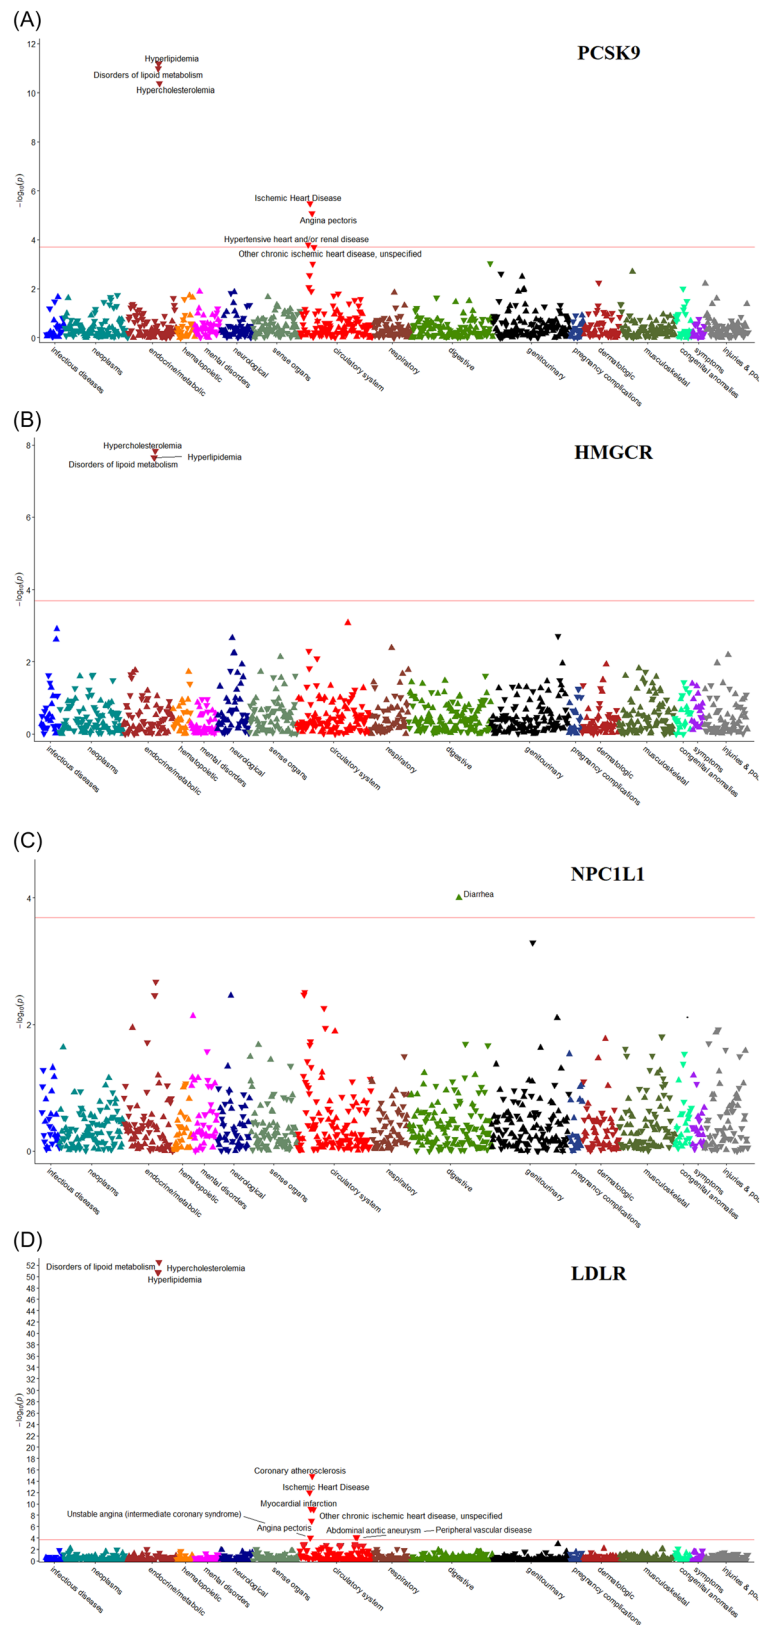 (A)
PCSK9
12
10
8
6
4
2
0
−log10(p)
Hyperlipidemia
Disorders of lipoid metabolism
Hypercholesterolemia
Ischemic Heart Disease
Angina pectoris
Hypertensive heart and/or renal disease
Other chronic ischemic heart disease, unspecified
infectious diseases
neoplasms
endocrine/metabolic
hematopoietic
mental disorders
neurological
sense organs
circulatory system
respiratory
digestive
genitourinary
pregnancy complications
dermatologic
musculoskeletal
congenital anomalies
symptoms
injuries & poi
(B)
HMGCR
8
6
4
2
0
−log10(p)
Hypercholesterolemia
Hyperlipidemia
Disorders of lipoid metabolism
infectious diseases
neoplasms
endocrine/metabolic
hematopoietic
mental disorders
neurological
sense organs
circulatory system
respiratory
digestive
genitourinary
pregnancy complications
dermatologic
musculoskeletal
congenital anomalies
symptoms
injuries & poi
(C)
NPC1L1
4
2
0
−log10(p)
Diarrhea
infectious diseases
neoplasms
endocrine/metabolic
hematopoietic
mental disorders
neurological
sense organs
circulatory system
respiratory
digestive
genitourinary
pregnancy complications
dermatologic
musculoskeletal
congenital anomalies
symptoms
injuries & poi
(D)
LDLR
52
50
48
46
44
42
40
38
36
34
32
30
28
26
24
22
20
18
16
14
12
10
8
6
4
2
0
−log10(p)
Disorders of lipoid metabolism
Hypercholesterolemia
Hyperlipidemia
Coronary atherosclerosis
Ischemic Heart Disease
Myocardial infarction
Unstable angina (intermediate coronary syndrome)
Other chronic ischemic heart disease, unspecified
Angina pectoris
Abdominal aortic aneurysm
Peripheral vascular disease
infectious diseases
neoplasms
endocrine/metabolic
hematopoietic
mental disorders
neurological
sense organs
circulatory system
respiratory
digestive
genitourinary
pregnancy complications
dermatologic
musculoskeletal
congenital anomalies
symptoms
injuries & poi